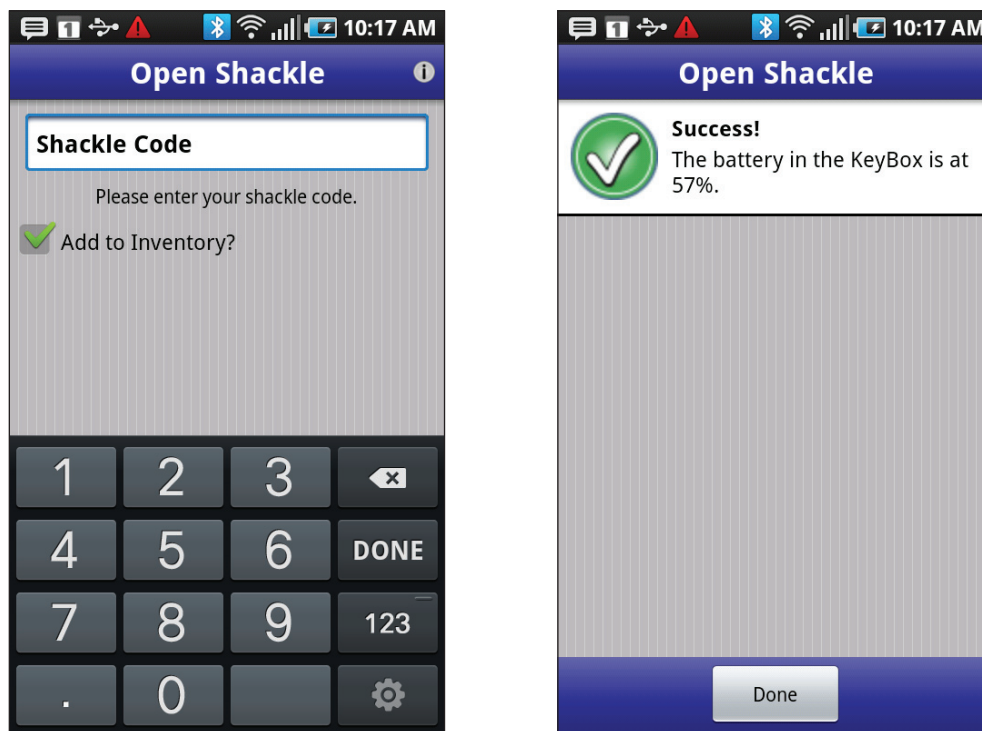 10:17 AM
Open Shackle
Shackle Code
Please enter your shackle code.
Add to Inventory?
1 2 3
4 5 6 DONE
7 8 9 123
. 0
10:17 AM
Open Shackle
Success!
The battery in the KeyBox is at
57%.
Done